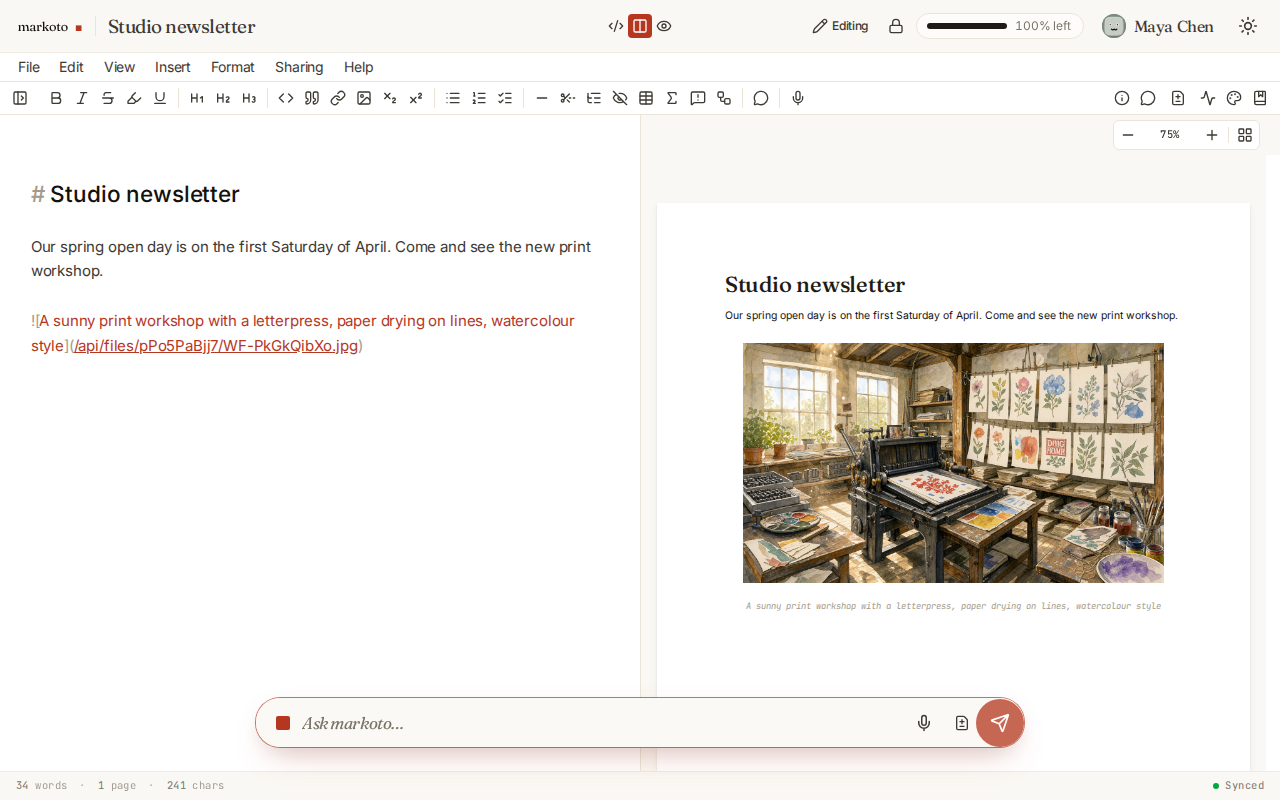 markoto
Studio newsletter
Editing
100% left
Maya Chen
File Edit View Insert Format Sharing Help
B I S U H1 H2 H3 x₂ x²
75%
# Studio newsletter
Our spring open day is on the first Saturday of April. Come and see the new print
workshop.
![A sunny print workshop with a letterpress, paper drying on lines, watercolour
style](/api/files/pPo5PaBjj7/WF-PkGkQibXo.jpg)
Studio newsletter
Our spring open day is on the first Saturday of April. Come and see the new print workshop.
A sunny print workshop with a letterpress, paper drying on lines, watercolour style
Ask markoto...
34 words · 1 page · 241 chars
Synced